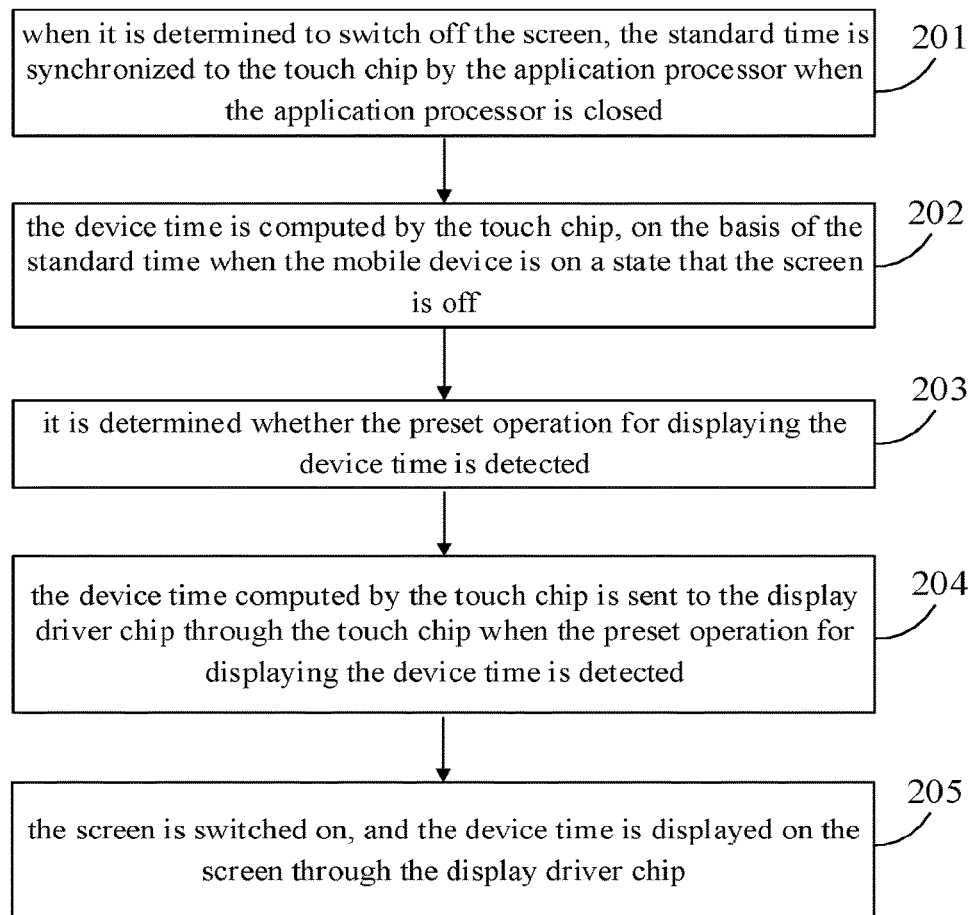 when it is determined to switch off the screen, the standard time is
synchronized to the touch chip by the application processor when
the application processor is closed
201
the device time is computed by the touch chip, on the basis of the
standard time when the mobile device is on a state that the screen
is off
202
it is determined whether the preset operation for displaying the
device time is detected
203
the device time computed by the touch chip is sent to the display
driver chip through the touch chip when the preset operation for
displaying the device time is detected
204
the screen is switched on, and the device time is displayed on the
screen through the display driver chip
205